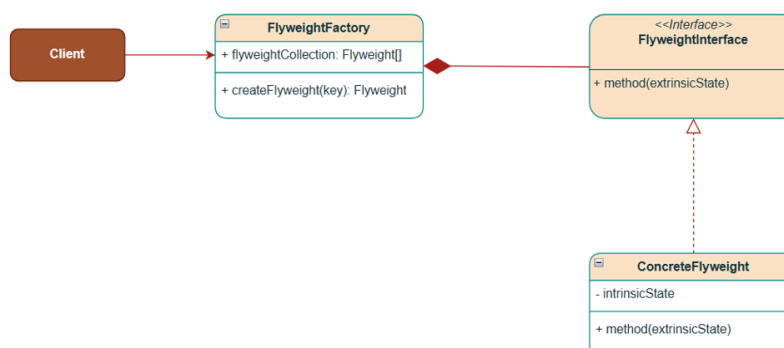 Client
FlyweightFactory
+ flyweightCollection: Flyweight[]
+ createFlyweight(key): Flyweight
<<Interface>>
FlyweightInterface
+ method(extrinsicState)
ConcreteFlyweight
- intrinsicState
+ method(extrinsicState)